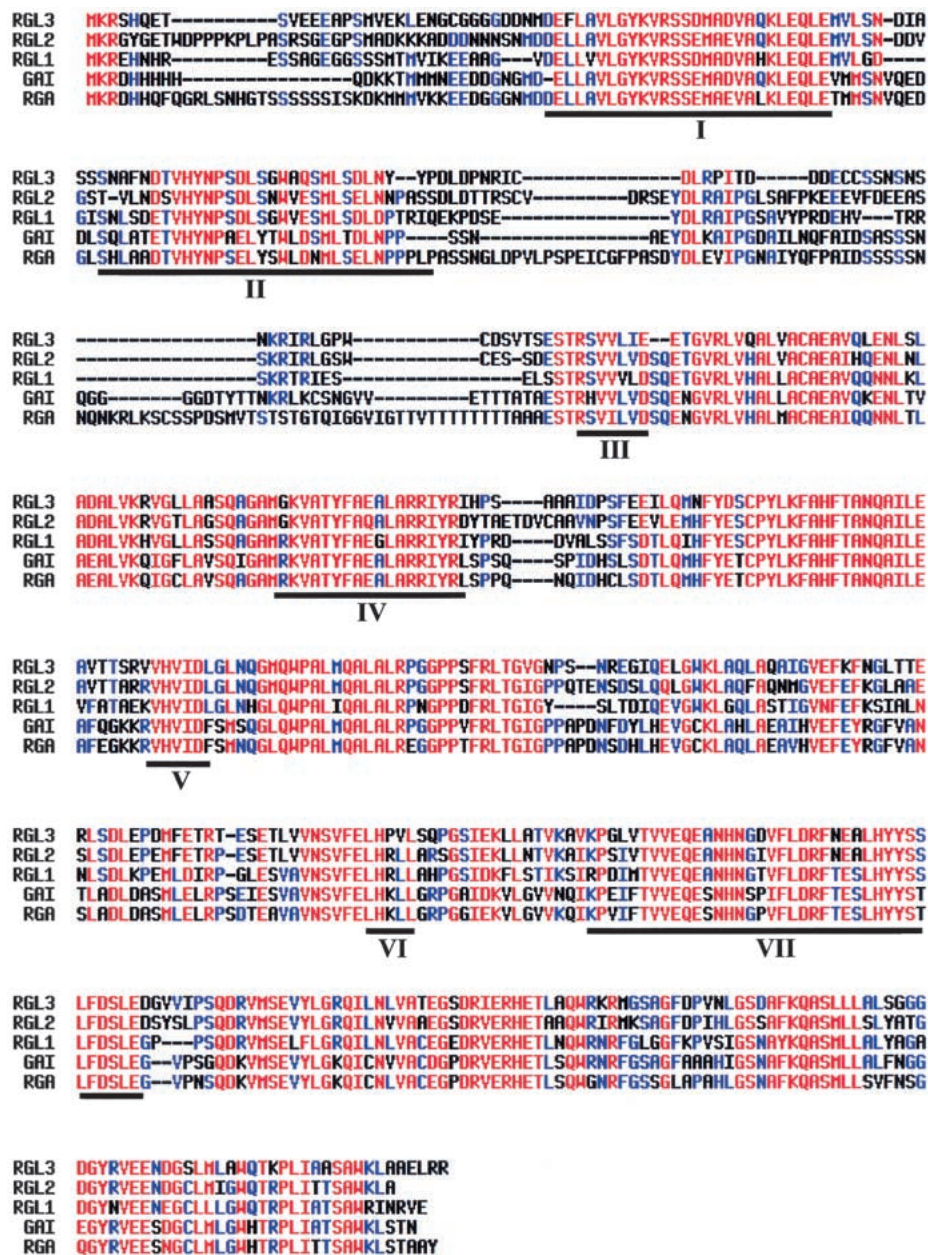 RGL3 MKRSHQET----------SVEEEAPSMVEKLENGCGGGGDDNMDEFLAVLGYKVRSSDMADVAQKLEQLEMVLSN-DIA
RGL2 MKRGYGETWDPPPKPLPASRSGEGPSMADKKKADDDNNNSNMDDELLAVLGYKVRSSEMAEVAQKLEQLEMVLSN-DDV
RGL1 MKREHNHR---------ESSAGEGGSSSMTMVIKEEAAG---VDELLVVLGYKVRSSDMADVAHKLEQLEMVLGD----
GAI MKRDHHHHH---------------QDKKTMMMNEEDDGNGMD-ELLAVLGYKVRSSEMADVAQKLEQLEVMMSNVQED
RGA MKRDHHQFQGRLSNHGTSSSSSSISKDKMMMVKKEEDGGGNMDDELLAVLGYKVRSSEMAEVALKLEQLETMMSNVQED
I
RGL3 SSSNAFNDTVHYNPSDLSGWAQSMLSDLNY--YPDLDPNRIC--------------DLRPITD-----DDECCSSNSNS
RGL2 GST-VLNDSVHYNPSDLSNWVESMLSELNNPASSDLDTTRSCV----------DRSEYDLRAIPGLSAFPKEEEVFDEEAS
RGL1 GISNLSDETVHYNPSDLSGWVESMLSDLDPTRIQEKPDSE--------------YDLRAIPGSAVYPRDEHV---TRR
GAI DLSQLATETVHYNPAELYTWLDSMLTDLNPP----SSN----------------AEYDLKAIPGDAILNQFAIDSASSSN
RGA GLSHLAADTVHYNPSELYSWLDNMLSELNPPPLPASSNGLDPVLPSPEICGFPASDYDLEVIPGNAIYQFPAIDSSSSSN
II
RGL3 -----------------NKRIRLGPW------------CDSVTSESTRSVVLIE--ETGVRLVQALVACAEAVQLENLSL
RGL2 -----------------SKRIRLGSW------------CES-SDESTRSVVLVDSQETGVRLVHALVACAEAIHQENLNL
RGL1 -----------------SKRTRIES-----------------ELSSTRSVVVLDSQETGVRLVHALLACAEAVQQNNLKL
GAI QGG-------GGDTYTTNKRLKCSNGVV----------ETTTATAESTRHVVLVDSQENGVRLVHALLACAEAVQKENLTV
RGA NQNKRLKSCSSPDSMVTSTSTGTQIGGVIGTTVTTTTTTTTAAAESTRSVILVDSQENGVRLVHALMACAEAIQQNNLTL
III
RGL3 ADALVKRVGLLAASQAGAMGKVATYFAEALARRIYRIHPS----AAAIDPSFEEILQMNFYDSCPYLKFAHFTANQAILE
RGL2 ADALVKRVGTLAGSQAGAMGKVATYFAQALARRIYRDYTAETDVCAAVNPSFEEVLEMHFYESCPYLKFAHFTANQAILE
RGL1 ADALVKHVGLLASSQAGAMRKVATYFAEGLARRIYRIYPRD---DVALSSFSDTLQIHFYESCPYLKFAHFTANQAILE
GAI AEALVKQIGFLAVSQIGAMRKVATYFAEALARRIYRLSPSQ----SPIDHSLSDTLQMHFYETCPYLKFAHFTANQAILE
RGA AEALVKQIGCLAVSQAGAMRKVATYFAEALARRIYRLSPPQ----NQIDHCLSDTLQMHFYETCPYLKFAHFTANQAILE
IV
RGL3 AVTTSRVVHVIDLGLNQGMQWPALMQALALRPGGPPSFRLTGVGNPS--NREGIQELGWKLAQLAQAIGVEFKFNGLTTE
RGL2 AVTTARRVHVIDLGLNQGMQWPALMQALALRPGGPPSFRLTGIGPPQTENSDSLQQLGWKLAQFAQNMGVEFEFKGLAAE
RGL1 VFATAEKVHVIDLGLNHGLQWPALIQALALRPNGPPDFRLTGIGY---SLTDIQEVGWKLGQLASTIGVNFEFKSIALN
GAI AFQGKKRVHVIDFSMSQGLQWPALMQALALRPGGPPVFRLTGIGPPAPDNFDYLHEVGCKLAHLAEAIHVEFEYRGFVAN
RGA AFEGKKRVHVIDFSMNQGLQWPALMQALALREGGPPTFRLTGIGPPAPDNSDHLHEVGCKLAQLAEAVHVEFEYRGFVAN
V
RGL3 RLSDLEPDMFETRT-ESETLVVNSVFELHPVLSQPGSIEKLLATVKAVKPGLVTVVEQEANHNGDVFLDRFNEALHYYSS
RGL2 SLSDLEPEMFETRP-ESETLVVNSVFELHRLLARSGSIEKLLNTVKAIKPSIVTVVEQEANHNGIVFLDRFNEALHYYSS
RGL1 NLSDLKPEMLDIRP-GLESVAVNSVFELHRLLAHPGSIDKFLSTIKSIRPDIMTVVEQEANHNGTVFLDRFTESLHYYSS
GAI TLADLDASMLELRPSEIESVAVNSVFELHKLLGRPGAIDKVLGVVNQIKPEIFTVVEQESNHNSPIFLDRFTESLHYYST
RGA SLADLDASMLELRPSDTEAVAVNSVFELHKLLGRPGGIEKVLGVVKQIKPVIFTVVEQESNHNGPVFLDRFTESLHYYST
VI VII
RGL3 LFDSLEDGVVIPSQDRVMSEVYLGRQILNLVATEGSDRIERHETLAQWRKRMGSAGFDPVNLGSDAFKQASLLLALSGGG
RGL2 LFDSLEDSYSLPSQDRVMSEVYLGRQILNVVAAEGSDRVERHETAAQWRIRMKSAGFDPIHLGSSAFKQASMLLSLYATG
RGL1 LFDSLEGP---PSQDRVMSELFLGRQILNLVACEGEDRVERHETLNQWRNRFGLGGFKPVSIGSNAYKQASMLLALYAGA
GAI LFDSLEG--VPSGQDKVMSEVYLGKQICNVVACDGPDRVERHETLSQWRNRFGSAGFAAAHIGSNAFKQASMLLALFNGG
RGA LFDSLEG--VPNSQDKVMSEVYLGKQICNLVACEGPDRVERHETLSQWGNRFGSSGLAPAHLGSNAFKQASMLLSVFNSG
RGL3 DGYRVEENDGSLMLAWQTKPLIAASAWKLAAELRR
RGL2 DGYRVEENDGCLMIGWQTRPLITTSAWKLA
RGL1 DGYNVEENEGCLLLGWQTRPLIATSAWRINRVE
GAI EGYRVEESDGCLMLGWHTRPLIATSAWKLSTN
RGA QGYRVEESNGCLMLGWHTRPLITTSAWKLSTAAY